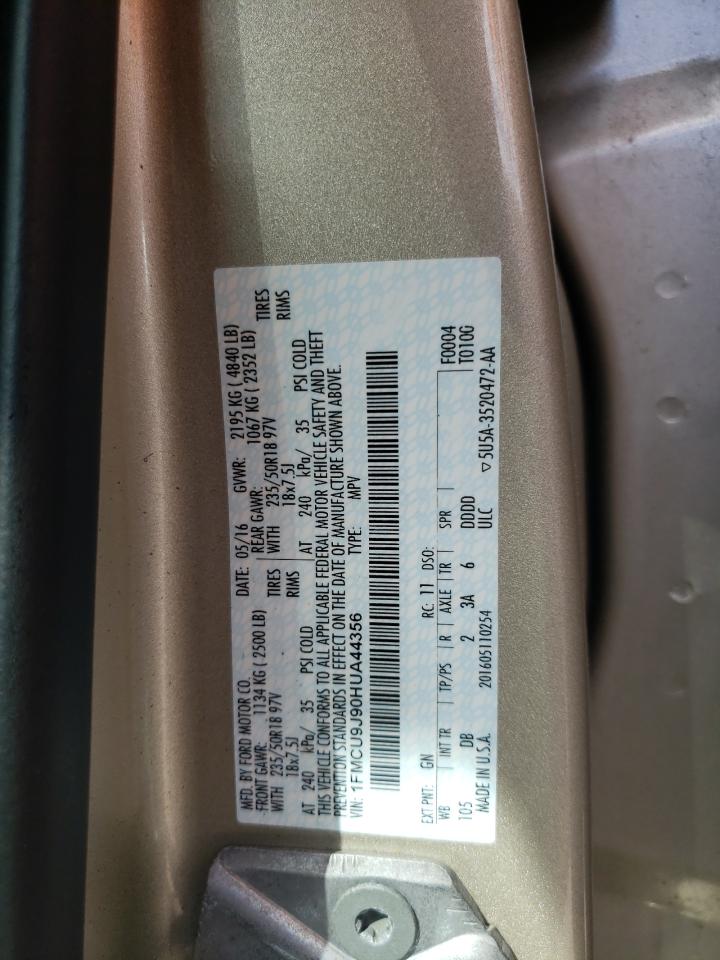 MFD. BY FORD MOTOR CO. DATE: 05/16 GVWR: 2195 KG ( 4840 LB)
FRONT GAWR: 1134 KG ( 2500 LB) REAR GAWR: 1067 KG ( 2352 LB)
WITH 235/50R18 97V TIRES WITH 235/50R18 97V TIRES
18x7.5J RIMS 18x7.5J RIMS
AT 240 kPa/ 35 PSI COLD AT 240 kPa/ 35 PSI COLD
THIS VEHICLE CONFORMS TO ALL APPLICABLE FEDERAL MOTOR VEHICLE SAFETY AND THEFT
PREVENTION STANDARDS IN EFFECT ON THE DATE OF MANUFACTURE SHOWN ABOVE.
VIN: 1FMCU9J90HUA44356 TYPE: MPV
EXT PNT: GN RC: 11 DSO: F0004
WB INT TR TP/PS R AXLE TR SPR T010G
105 DB 2 3A 6 DDDD
MADE IN U.S.A. 201605110254 ULC ▽5U5A-3520472-AA